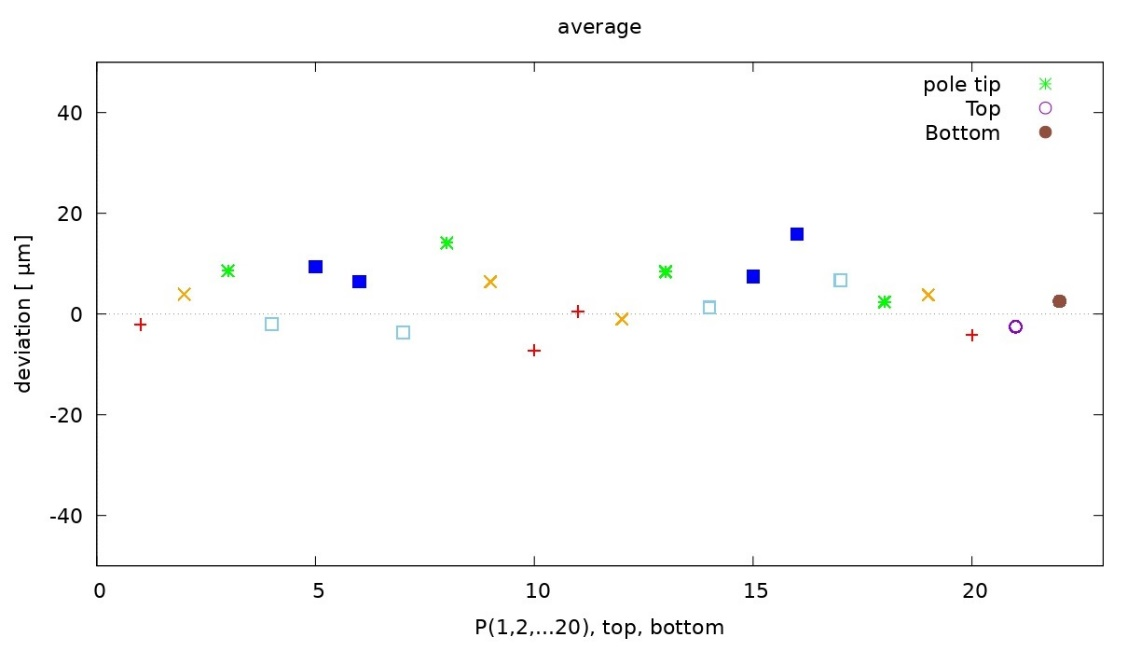 average
pole tip
Top
Bottom
40
20
0
-20
-40
deviation [ μm]
0 5 10 15 20
P(1,2,...20), top, bottom